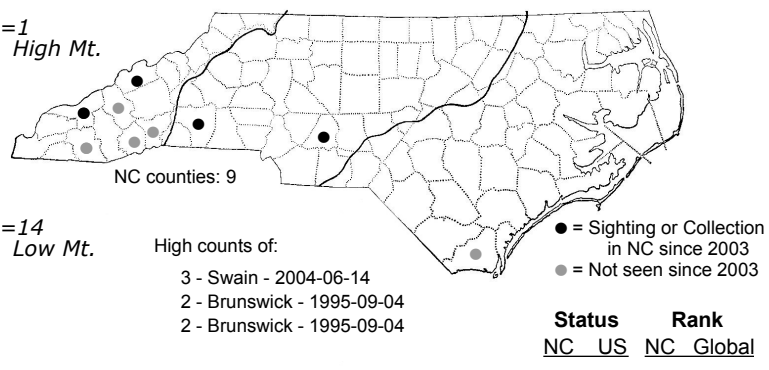 =1
High Mt.
NC counties: 9
=14
Low Mt.
High counts of:
3 - Swain - 2004-06-14
2 - Brunswick - 1995-09-04
2 - Brunswick - 1995-09-04
● = Sighting or Collection
in NC since 2003
● = Not seen since 2003
Status Rank
NC US NC Global